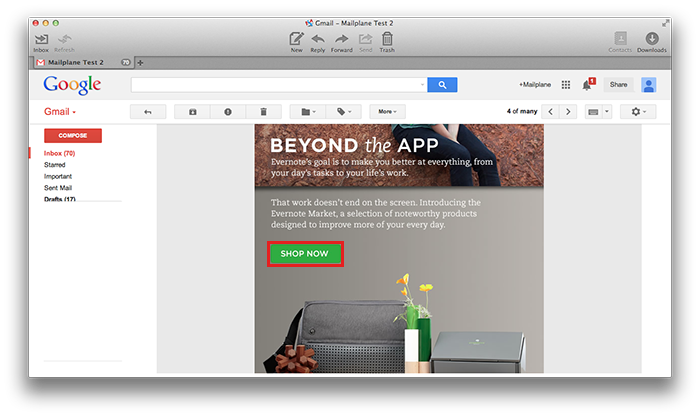 Gmail – Mailplane Test 2
Inbox
Refresh
New
Reply
Forward
Send
Trash
Contacts
Downloads
Mailplane Test 2
70
Google
+Mailplane
1
Share
Gmail
More
4 of many
COMPOSE
Inbox (70)
Starred
Important
Sent Mail
Drafts (17)
BEYOND the APP
Evernote's goal is to make you better at everything, from
your day's tasks to your life's work.
That work doesn't end on the screen. Introducing the
Evernote Market, a selection of noteworthy products
designed to improve more of your every day.
SHOP NOW